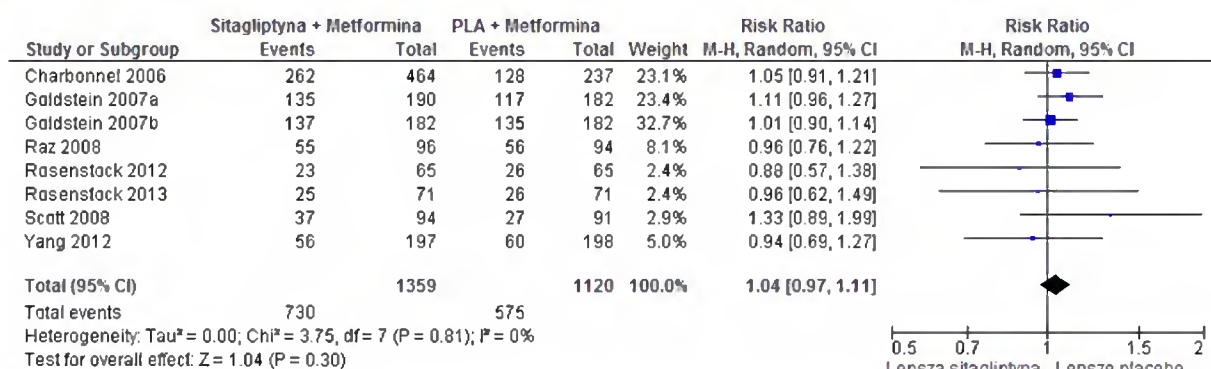 Sitagliptyna + Metformina PLA + Metformina Risk Ratio Risk Ratio
Study or Subgroup Events Total Events Total Weight M-H, Random, 95% CI M-H, Random, 95% CI
Charbonnel 2006 262 464 128 237 23.1% 1.05 [0.91, 1.21]
Goldstein 2007a 135 190 117 182 23.4% 1.11 [0.96, 1.27]
Goldstein 2007b 137 182 135 182 32.7% 1.01 [0.90, 1.14]
Raz 2008 55 96 56 94 8.1% 0.96 [0.76, 1.22]
Rosenstock 2012 23 65 26 65 2.4% 0.88 [0.57, 1.38]
Rosenstock 2013 25 71 26 71 2.4% 0.96 [0.62, 1.49]
Scott 2008 37 94 27 91 2.9% 1.33 [0.89, 1.99]
Yang 2012 56 197 60 198 5.0% 0.94 [0.69, 1.27]
Total (95% CI) 1359 1120 100.0% 1.04 [0.97, 1.11]
Total events 730 575
Heterogeneity: Tau² = 0.00; Chi² = 3.75, df = 7 (P = 0.81); I² = 0%
Test for overall effect: Z = 1.04 (P = 0.30)
0.5 0.7 1 1.5 2
Lepsza sitagliptyna Lepsze placebo